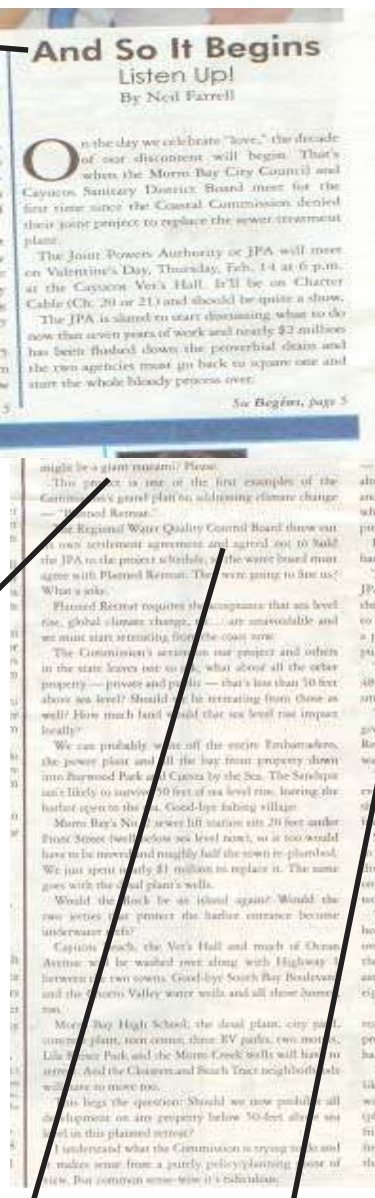 And So It Begins
Listen Up!
By Neil Farrell
On the day we celebrate "love," the decade
of our discontent will begin. That's
when the Morro Bay City Council and
Cayucos Sanitary District Board meet for the
first time since the Coastal Commission denied
their joint project to replace the sewer treatment
plant.
The Joint Powers Authority or JPA will meet
on Valentine's Day, Thursday, Feb. 14 at 6 p.m.
at the Cayucos Vet's Hall. It'll be on Charter
Cable (Ch. 20 or 21) and should be quite a show.
The JPA is slated to start discussing what to do
now that seven years of work and nearly $2 million
has been flushed down the proverbial drain and
the two agencies must go back to square one and
start the whole bloody process over.
See Begins, page 5
might be a giant tsunami? Please.
This project is one of the first examples of the
Commission's grand plan on addressing climate change
— "Planned Retreat."
The Regional Water Quality Control Board threw out
its own settlement agreement and agreed not to hold
the JPA to the project schedule, so the water board must
agree with Planned Retreat. They were going to fine us?
What a joke.
Planned Retreat requires the acceptance that sea level
rise, global climate change, are unavoidable and
we must start retreating from the coast now.
The Commission's action on our project and others
in the state leaves one to what about all the other
property — private and public — that's less than 50 feet
above sea level? Should we be retreating from those as
well? How much land would that sea level rise impact
locally?
We can probably write off the entire Embarcadero,
the power plant and all the bay front property down
into Baywood Park and Cuesta by the Sea. The Sandspit
isn't likely to survive 50 feet of sea level rise, leaving the
harbor open to the sea. Good-bye fishing village.
Morro Bay's No. sewer lift station sits 20 feet under
Front Street (well below sea level now), so it too would
have to be moved and roughly half the town re-plumbed.
We just spent nearly $1 million to replace it. The same
goes with the desal plant's wells.
Would the Rock be an island again? Would the
two jetties that protect the harbor entrance become
underwater reefs?
Cayucos Beach, the Vet's Hall and much of Ocean
Avenue will be washed over along with Highway 1
between the two towns. Good-bye South Bay Boulevard
and the Chorro Valley water wells and all those homes,
too.
Morro Bay High School, the desal plant, city park,
concrete plant, teen center, three RV parks, two motels,
Lila Keiser Park and the Morro Creek wells will have to
retreat. And the Cloisters and Beach Tract neighborhoods
will have to move too.
This begs the question: Should we now prohibit all
development on any property below 50-feet above sea
level in this planned retreat?
I understand what the Commission is trying to do and
it makes sense from a purely policy/planning point of
view. But common sense-wise it's ridiculous.